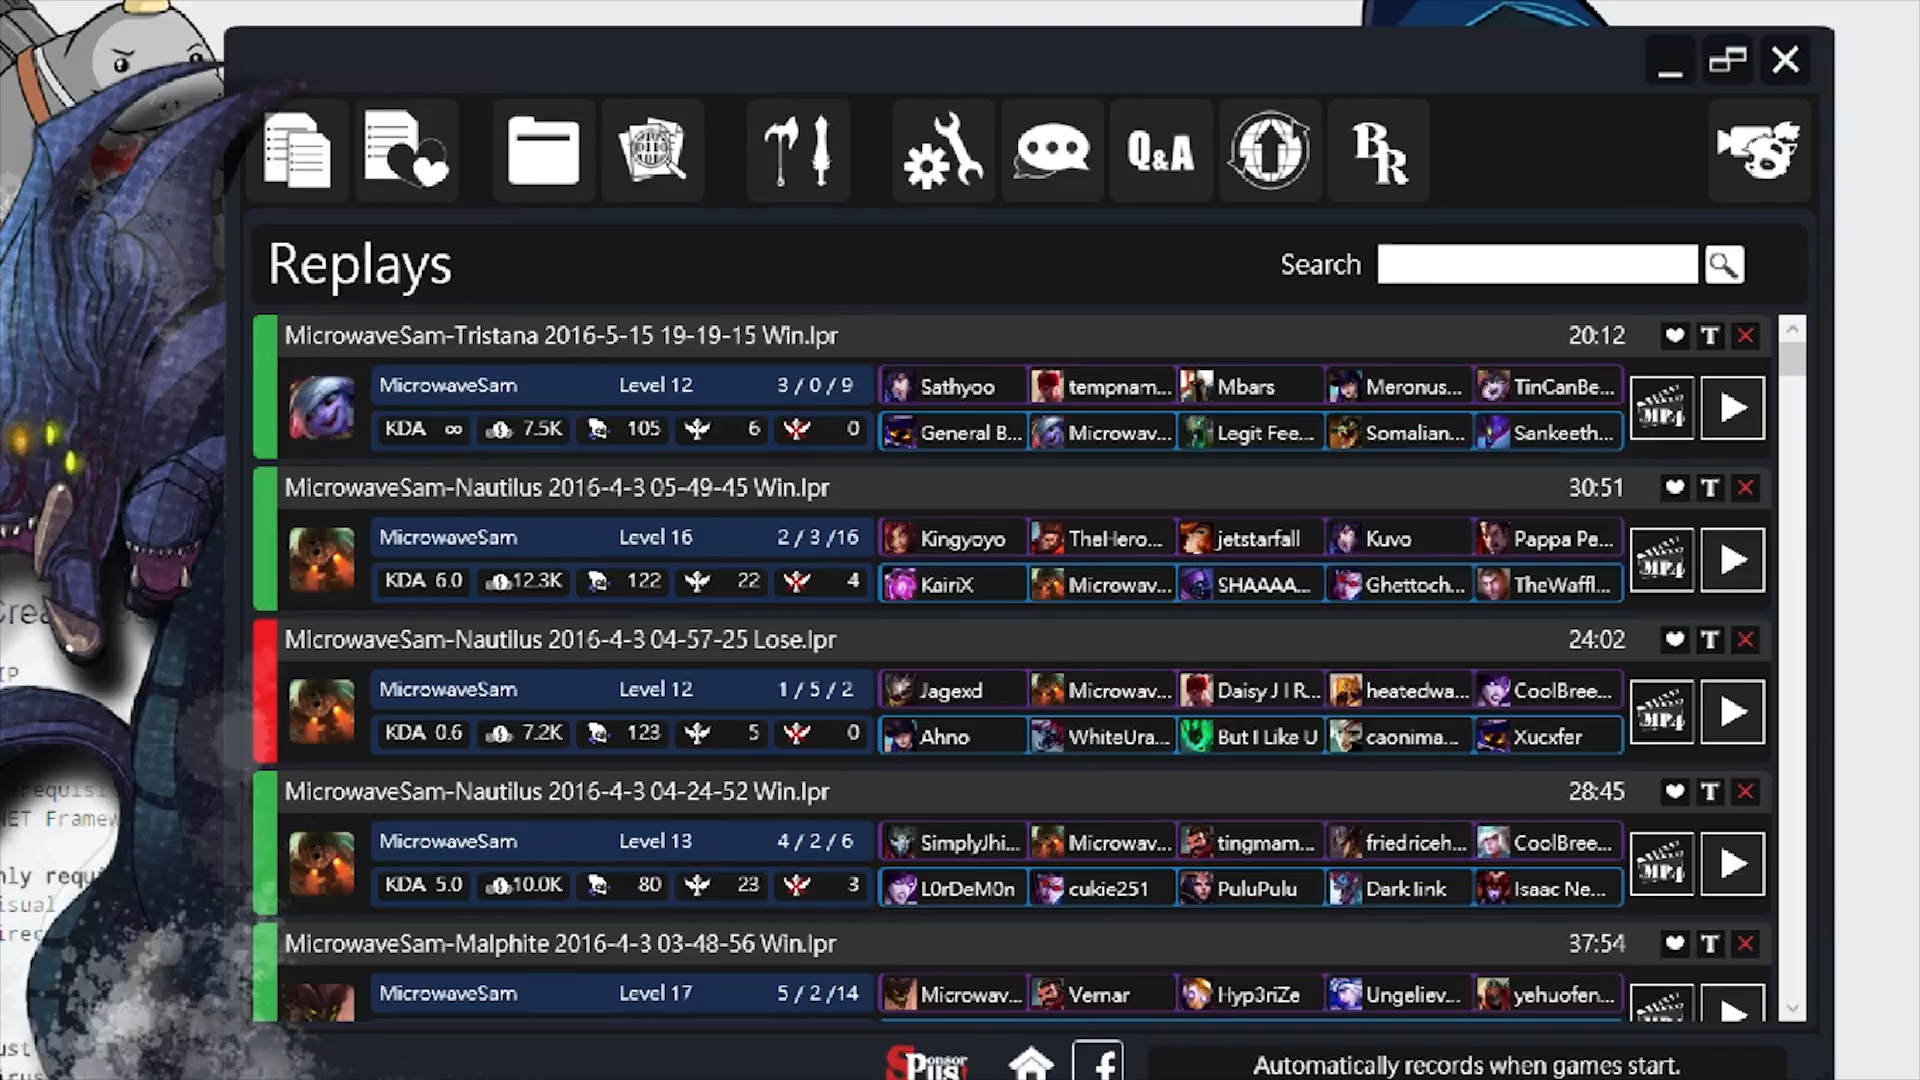 Q&A
BR
Replays
Search
MicrowaveSam-Tristana 2016-5-15 19-19-15 Win.lpr 20:12 T
MicrowaveSam Level 12 3 / 0 / 9
Sathyoo tempnam... Mbars Meronus... TinCanBe...
MP4
KDA ∞ 7.5K 105 6 0
General B... Microwav... Legit Fee... Somalian... Sankeeth...
MicrowaveSam-Nautilus 2016-4-3 05-49-45 Win.lpr 30:51 T
MicrowaveSam Level 16 2 / 3 /16
Kingyoyo TheHero... jetstarfall Kuvo Pappa Pe...
MP4
KDA 6.0 12.3K 122 22 4
KairiX Microwav... SHAAAA... Ghettoch... TheWaffl...
MicrowaveSam-Nautilus 2016-4-3 04-57-25 Lose.lpr 24:02 T
MicrowaveSam Level 12 1 / 5 / 2
Jagexd Microwav... Daisy J I R... heatedwa... CoolBree...
MP4
KDA 0.6 7.2K 123 5 0
Ahno WhiteUra... But I Like U caonima... Xucxfer
MicrowaveSam-Nautilus 2016-4-3 04-24-52 Win.lpr 28:45 T
MicrowaveSam Level 13 4 / 2 / 6
SimplyJhi... Microwav... tingmam... friedriceh... CoolBree...
MP4
KDA 5.0 10.0K 80 23 3
L0rDeM0n cukie251 PuluPulu Dark link Isaac Ne...
MicrowaveSam-Malphite 2016-4-3 03-48-56 Win.lpr 37:54 T
MicrowaveSam Level 17 5 / 2 /14
Microwav... Vemar Hyp3riZe Ungeliev... yehuofen...
Sponsor
f
Automatically records when games start.